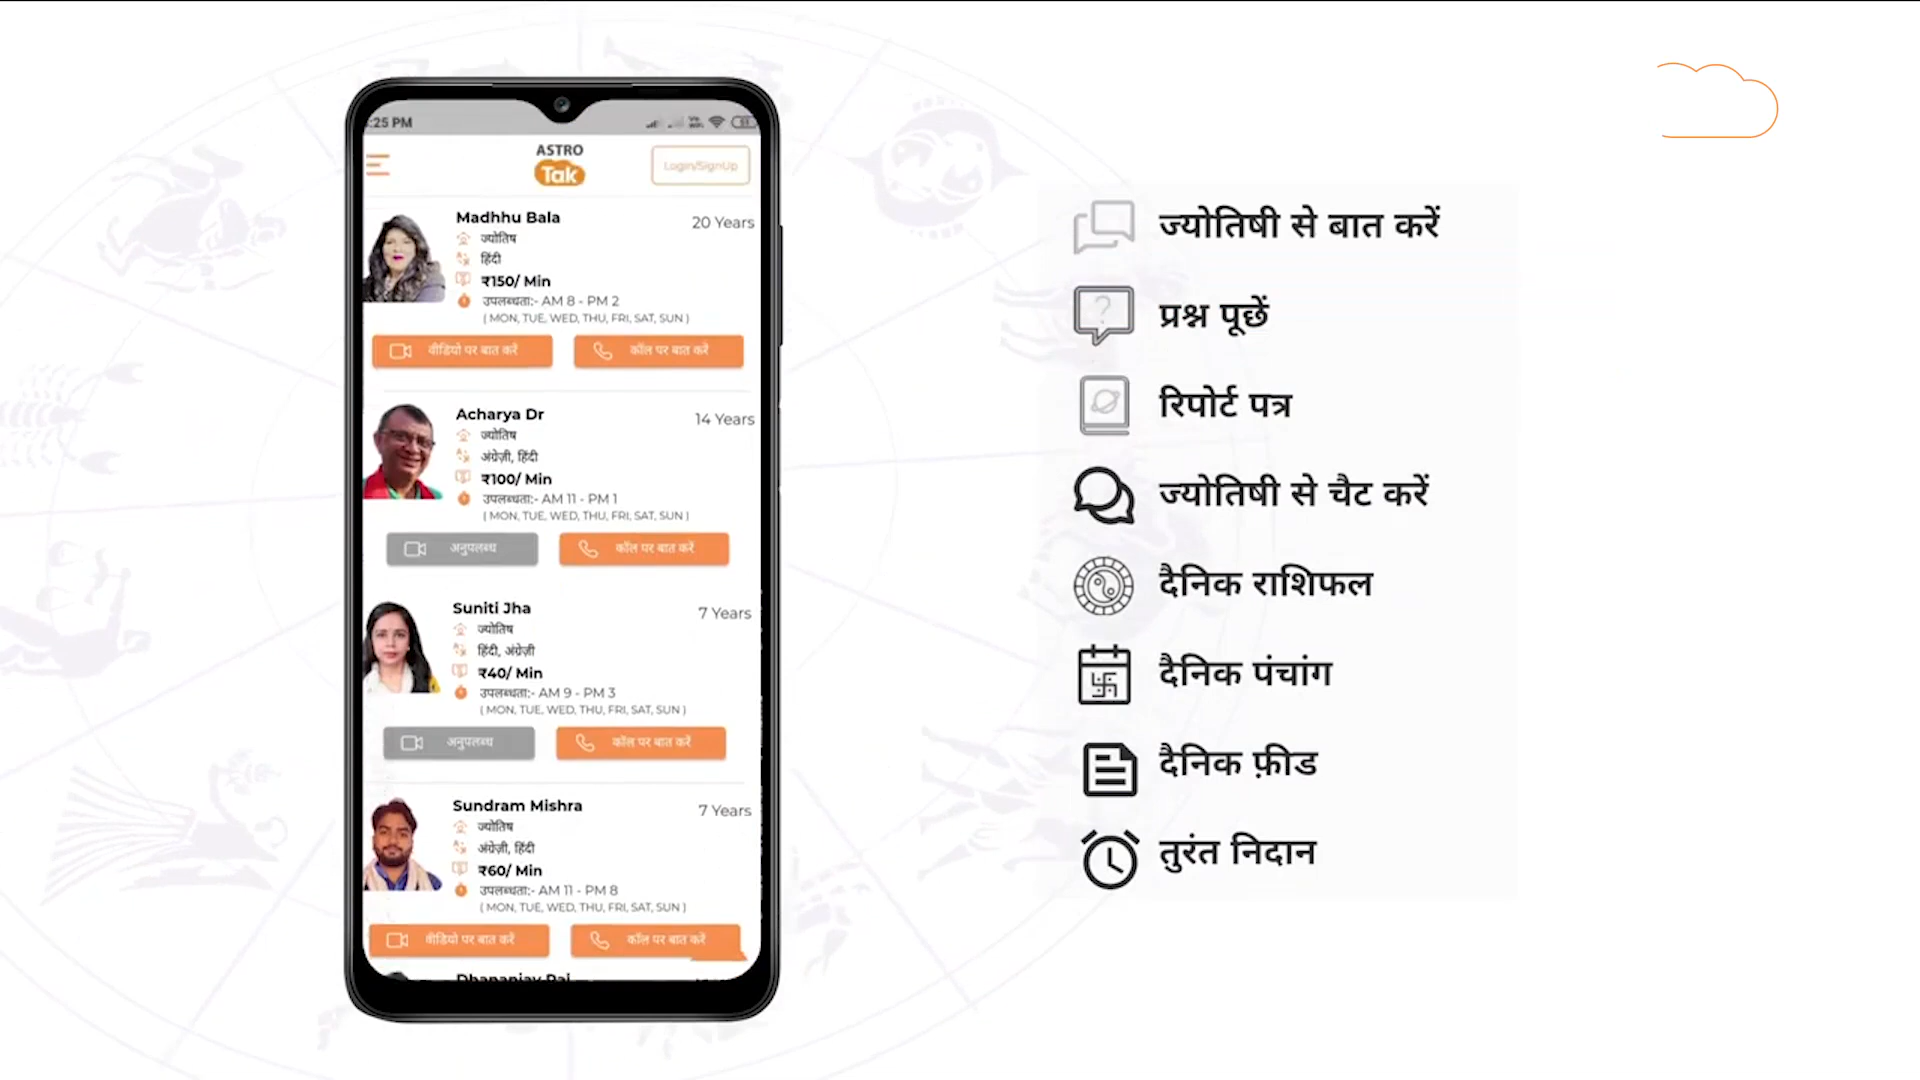 :25 PM
ASTRO
Tak
Login/SignUp
Madhhu Bala
20 Years
ज्योतिष
हिंदी
₹150/ Min
उपलब्धता:- AM 8 - PM 2
( MON, TUE, WED, THU, FRI, SAT, SUN )
वीडियो पर बात करें
कॉल पर बात करें
Acharya Dr
14 Years
ज्योतिष
अंग्रेज़ी, हिंदी
₹100/ Min
उपलब्धता:- AM 11 - PM 1
( MON, TUE, WED, THU, FRI, SAT, SUN )
अनुपलब्ध
कॉल पर बात करें
Suniti Jha
7 Years
ज्योतिष
हिंदी, अंग्रेज़ी
₹40/ Min
उपलब्धता:- AM 9 - PM 3
( MON, TUE, WED, THU, FRI, SAT, SUN )
अनुपलब्ध
कॉल पर बात करें
Sundram Mishra
7 Years
ज्योतिष
अंग्रेज़ी, हिंदी
₹60/ Min
उपलब्धता:- AM 11 - PM 8
( MON, TUE, WED, THU, FRI, SAT, SUN )
वीडियो पर बात करें
कॉल पर बात करें
ज्योतिषी से बात करें
प्रश्न पूछें
रिपोर्ट पत्र
ज्योतिषी से चैट करें
दैनिक राशिफल
दैनिक पंचांग
दैनिक फ़ीड
तुरंत निदान